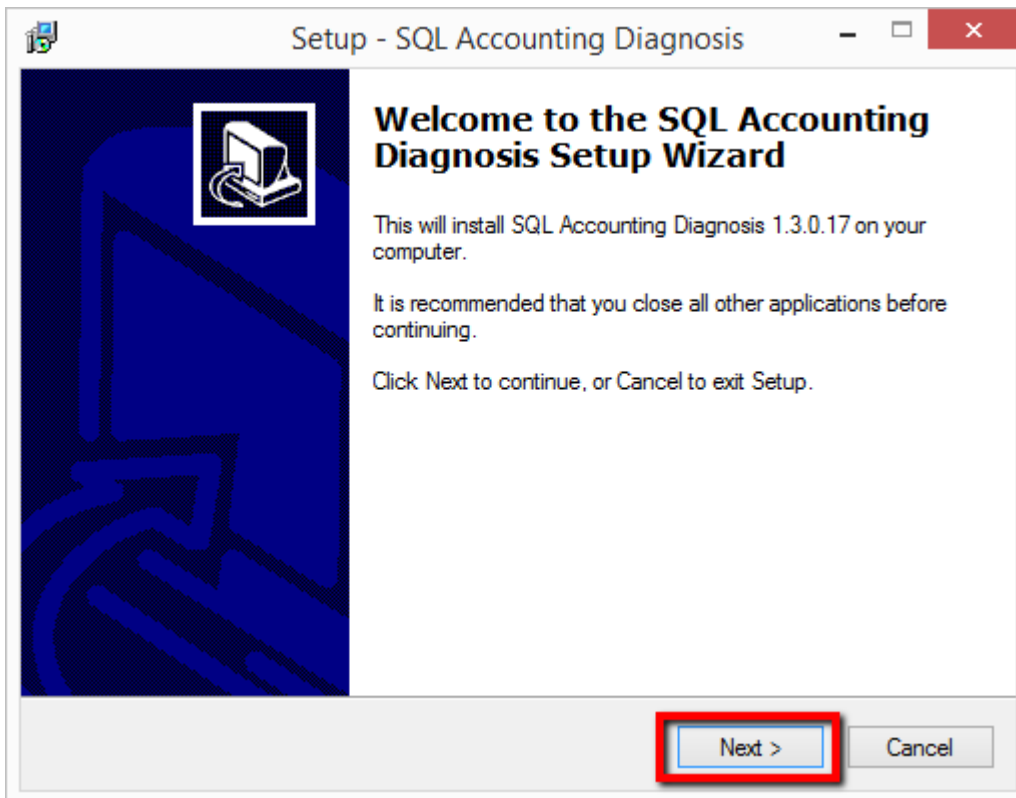 Setup - SQL Accounting Diagnosis
Welcome to the SQL Accounting
Diagnosis Setup Wizard
This will install SQL Accounting Diagnosis 1.3.0.17 on your
computer.
It is recommended that you close all other applications before
continuing.
Click Next to continue, or Cancel to exit Setup.
Next >
Cancel